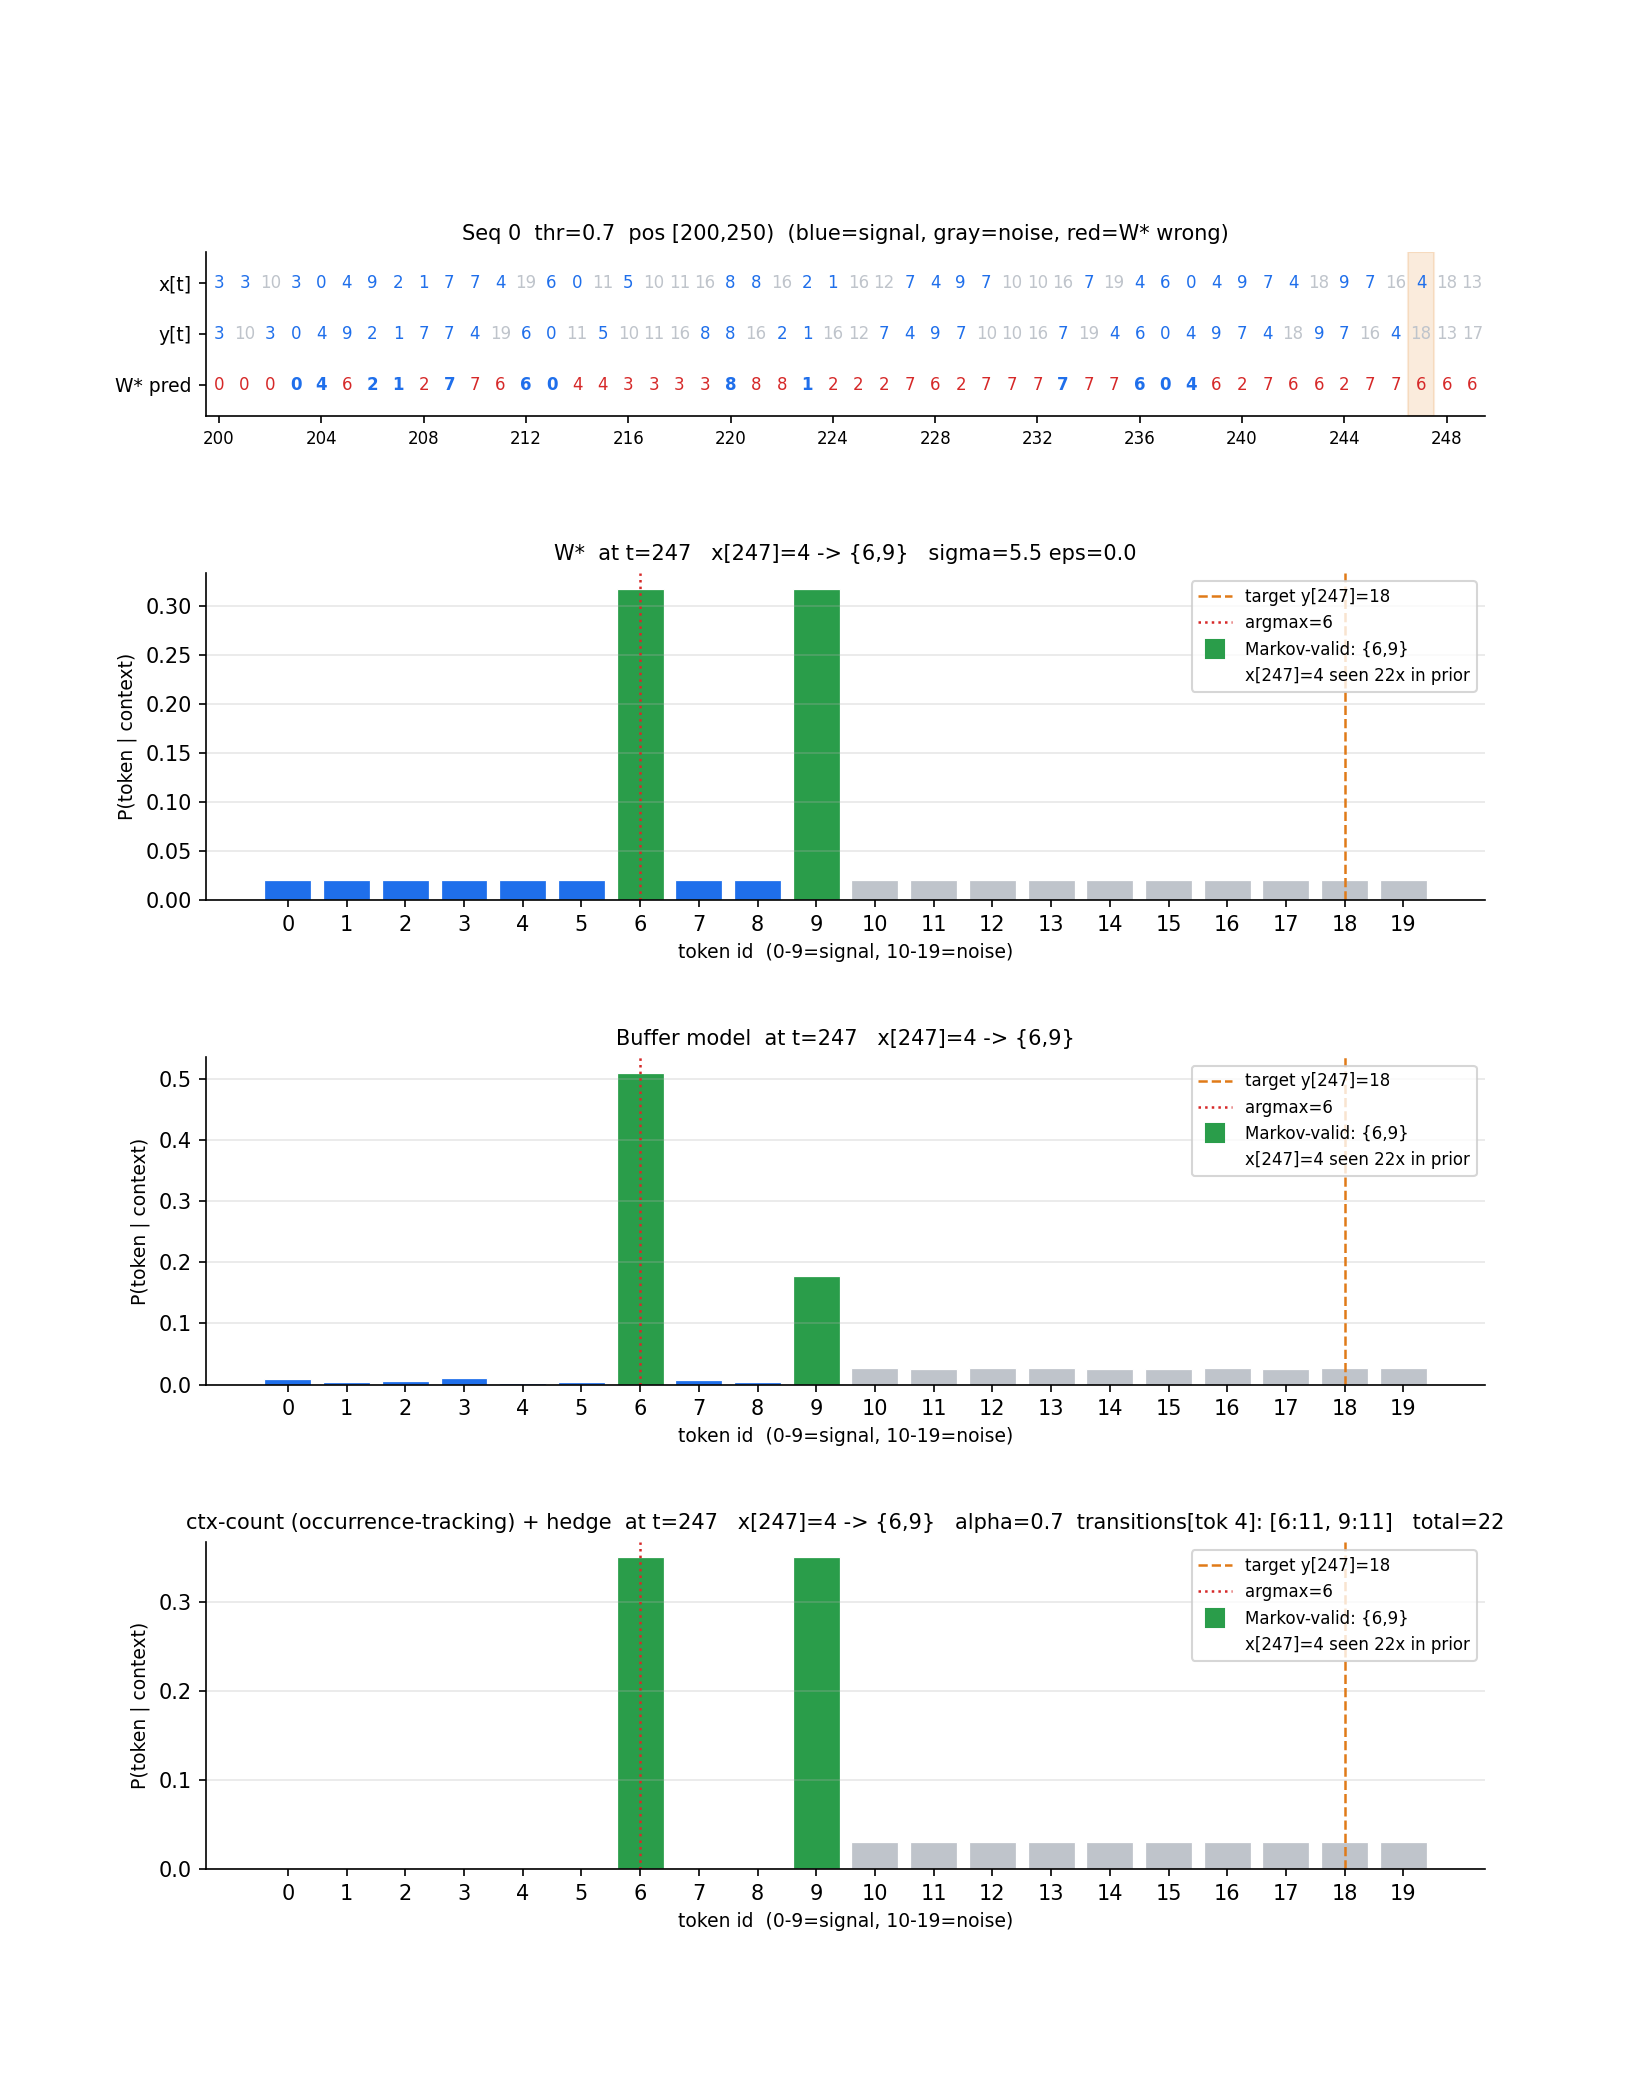 Seq 0  thr=0.7  pos [200,250)  (blue=signal, gray=noise, red=W* wrong)
x[t] 3 3 10 3 0 4 9 2 1 7 7 4 19 6 0 11 5 10 11 16 8 8 16 2 1 16 12 7 4 9 7 10 10 16 7 19 4 6 0 4 9 7 4 18 9 7 16 4 18 13
y[t] 3 10 3 0 4 9 2 1 7 7 4 19 6 0 11 5 10 11 16 8 8 16 2 1 16 12 7 4 9 7 10 10 16 7 19 4 6 0 4 9 7 4 18 9 7 16 4 18 13 17
W* pred 0 0 0 0 4 6 2 1 2 7 7 6 6 0 4 4 3 3 3 3 8 8 8 1 2 2 2 7 6 2 7 7 7 7 7 7 6 0 4 6 2 7 6 6 2 7 7 6 6 6
200 204 208 212 216 220 224 228 232 236 240 244 248
W*  at t=247   x[247]=4 -> {6,9}   sigma=5.5 eps=0.0
target y[247]=18
argmax=6
Markov-valid: {6,9}
x[247]=4 seen 22x in prior
P(token | context)
0.30
0.25
0.20
0.15
0.10
0.05
0.00
0 1 2 3 4 5 6 7 8 9 10 11 12 13 14 15 16 17 18 19
token id  (0-9=signal, 10-19=noise)
Buffer model  at t=247   x[247]=4 -> {6,9}
target y[247]=18
argmax=6
Markov-valid: {6,9}
x[247]=4 seen 22x in prior
P(token | context)
0.5
0.4
0.3
0.2
0.1
0.0
0 1 2 3 4 5 6 7 8 9 10 11 12 13 14 15 16 17 18 19
token id  (0-9=signal, 10-19=noise)
ctx-count (occurrence-tracking) + hedge  at t=247   x[247]=4 -> {6,9}   alpha=0.7  transitions[tok 4]: [6:11, 9:11]   total=22
target y[247]=18
argmax=6
Markov-valid: {6,9}
x[247]=4 seen 22x in prior
P(token | context)
0.3
0.2
0.1
0.0
0 1 2 3 4 5 6 7 8 9 10 11 12 13 14 15 16 17 18 19
token id  (0-9=signal, 10-19=noise)